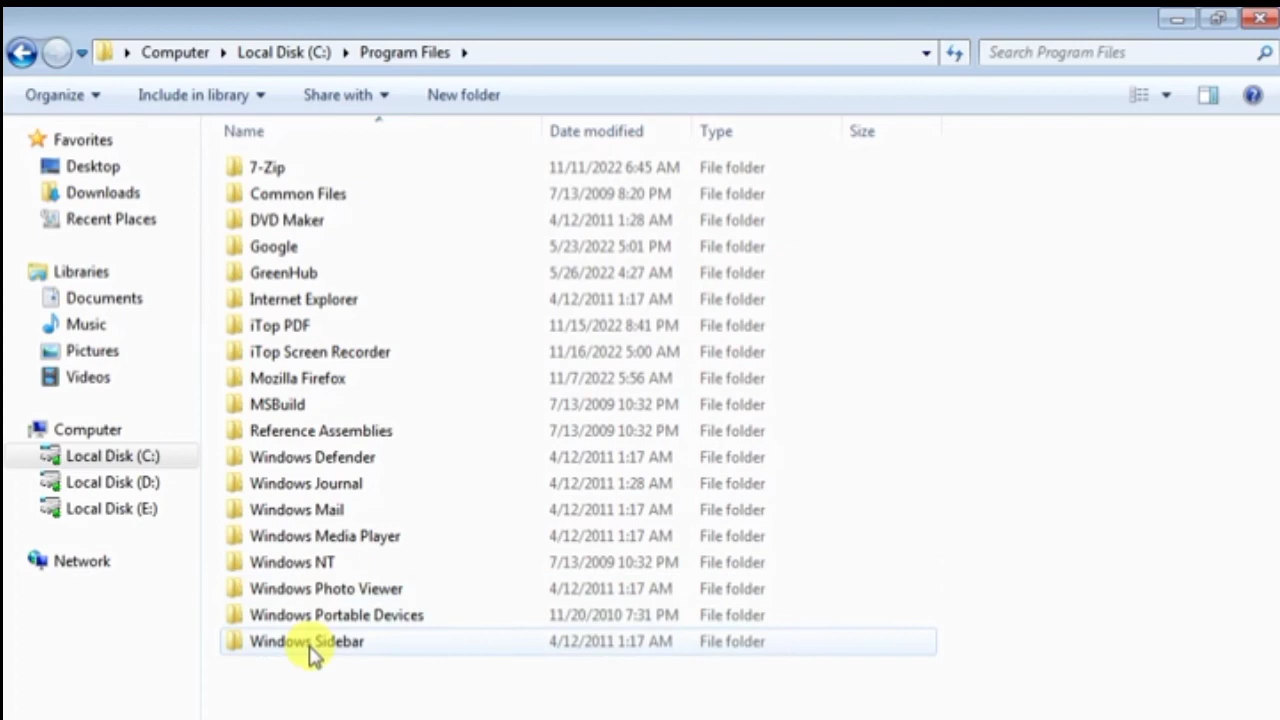 Computer Local Disk (C:) Program Files Search Program Files
Organize Include in library Share with New folder
Favorites
Desktop
Downloads
Recent Places
Libraries
Documents
Music
Pictures
Videos
Computer
Local Disk (C:)
Local Disk (D:)
Local Disk (E:)
Network
Name Date modified Type Size
7-Zip 11/11/2022 6:45 AM File folder
Common Files 7/13/2009 8:20 PM File folder
DVD Maker 4/12/2011 1:28 AM File folder
Google 5/23/2022 5:01 PM File folder
GreenHub 5/26/2022 4:27 AM File folder
Internet Explorer 4/12/2011 1:17 AM File folder
iTop PDF 11/15/2022 8:41 PM File folder
iTop Screen Recorder 11/16/2022 5:00 AM File folder
Mozilla Firefox 11/7/2022 5:56 AM File folder
MSBuild 7/13/2009 10:32 PM File folder
Reference Assemblies 7/13/2009 10:32 PM File folder
Windows Defender 4/12/2011 1:17 AM File folder
Windows Journal 4/12/2011 1:28 AM File folder
Windows Mail 4/12/2011 1:17 AM File folder
Windows Media Player 4/12/2011 1:17 AM File folder
Windows NT 7/13/2009 10:32 PM File folder
Windows Photo Viewer 4/12/2011 1:17 AM File folder
Windows Portable Devices 11/20/2010 7:31 PM File folder
Windows Sidebar 4/12/2011 1:17 AM File folder